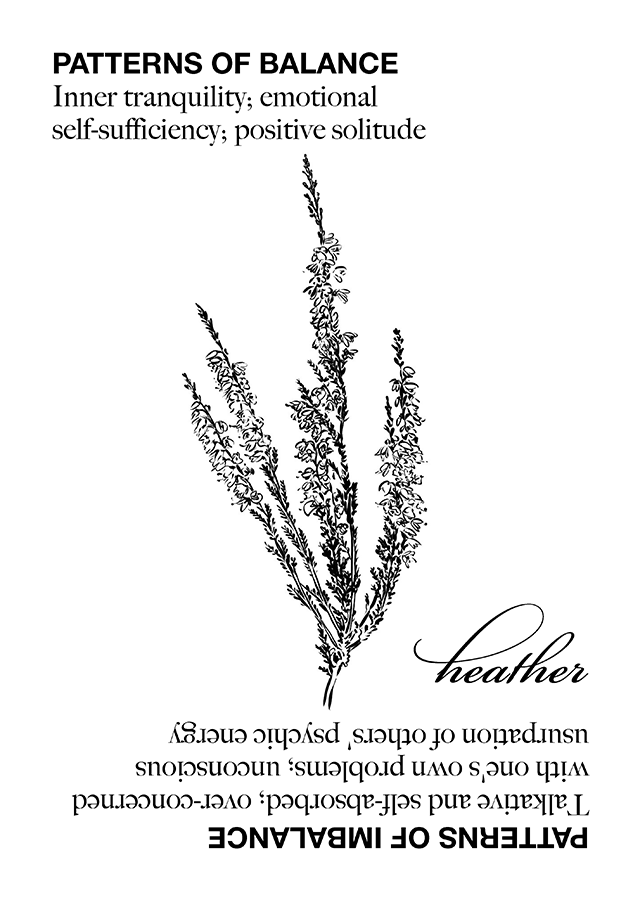 PATTERNS OF BALANCE
Inner tranquility; emotional
self-sufficiency; positive solitude
heather
PATTERNS OF IMBALANCE
Talkative and self-absorbed; over-concerned
with one's own problems; unconscious
usurpation of others' psychic energy